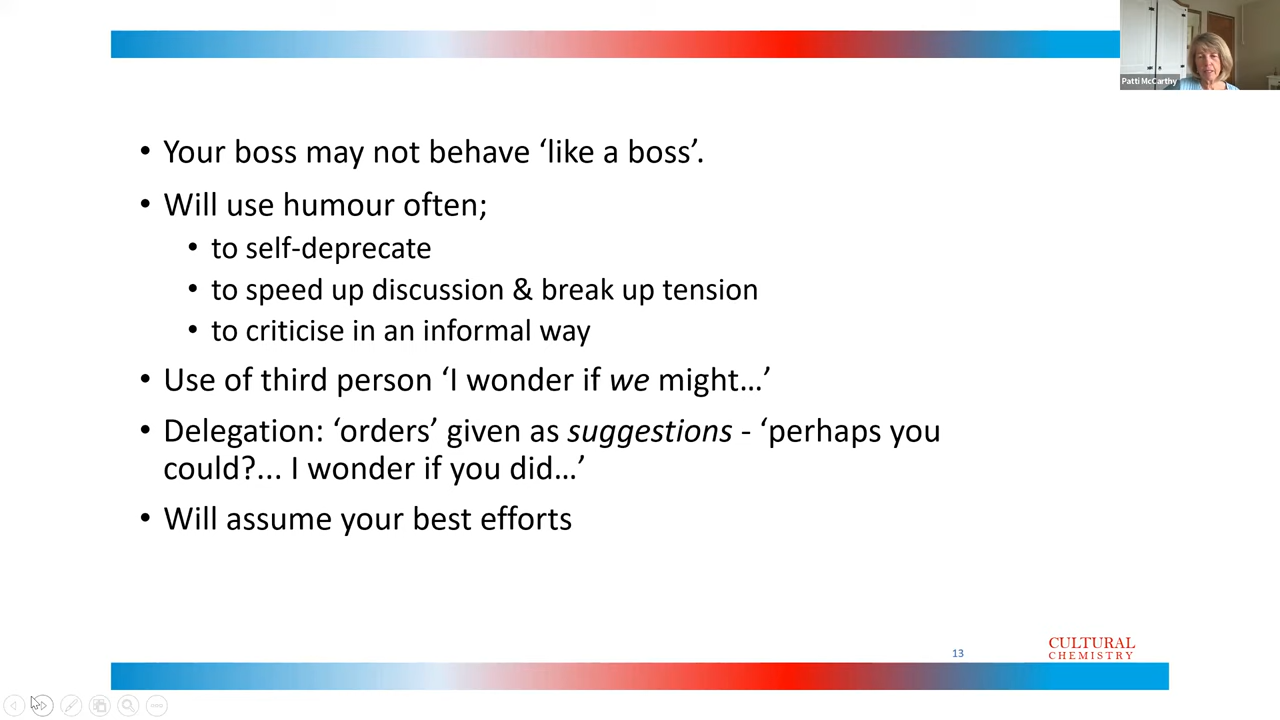 Patti McCarthy
• Your boss may not behave ‘like a boss’.
• Will use humour often;
• to self-deprecate
• to speed up discussion & break up tension
• to criticise in an informal way
• Use of third person ‘I wonder if we might…’
• Delegation: ‘orders’ given as suggestions - ‘perhaps you
could?... I wonder if you did…’
• Will assume your best efforts
13
CULTURAL
CHEMISTRY